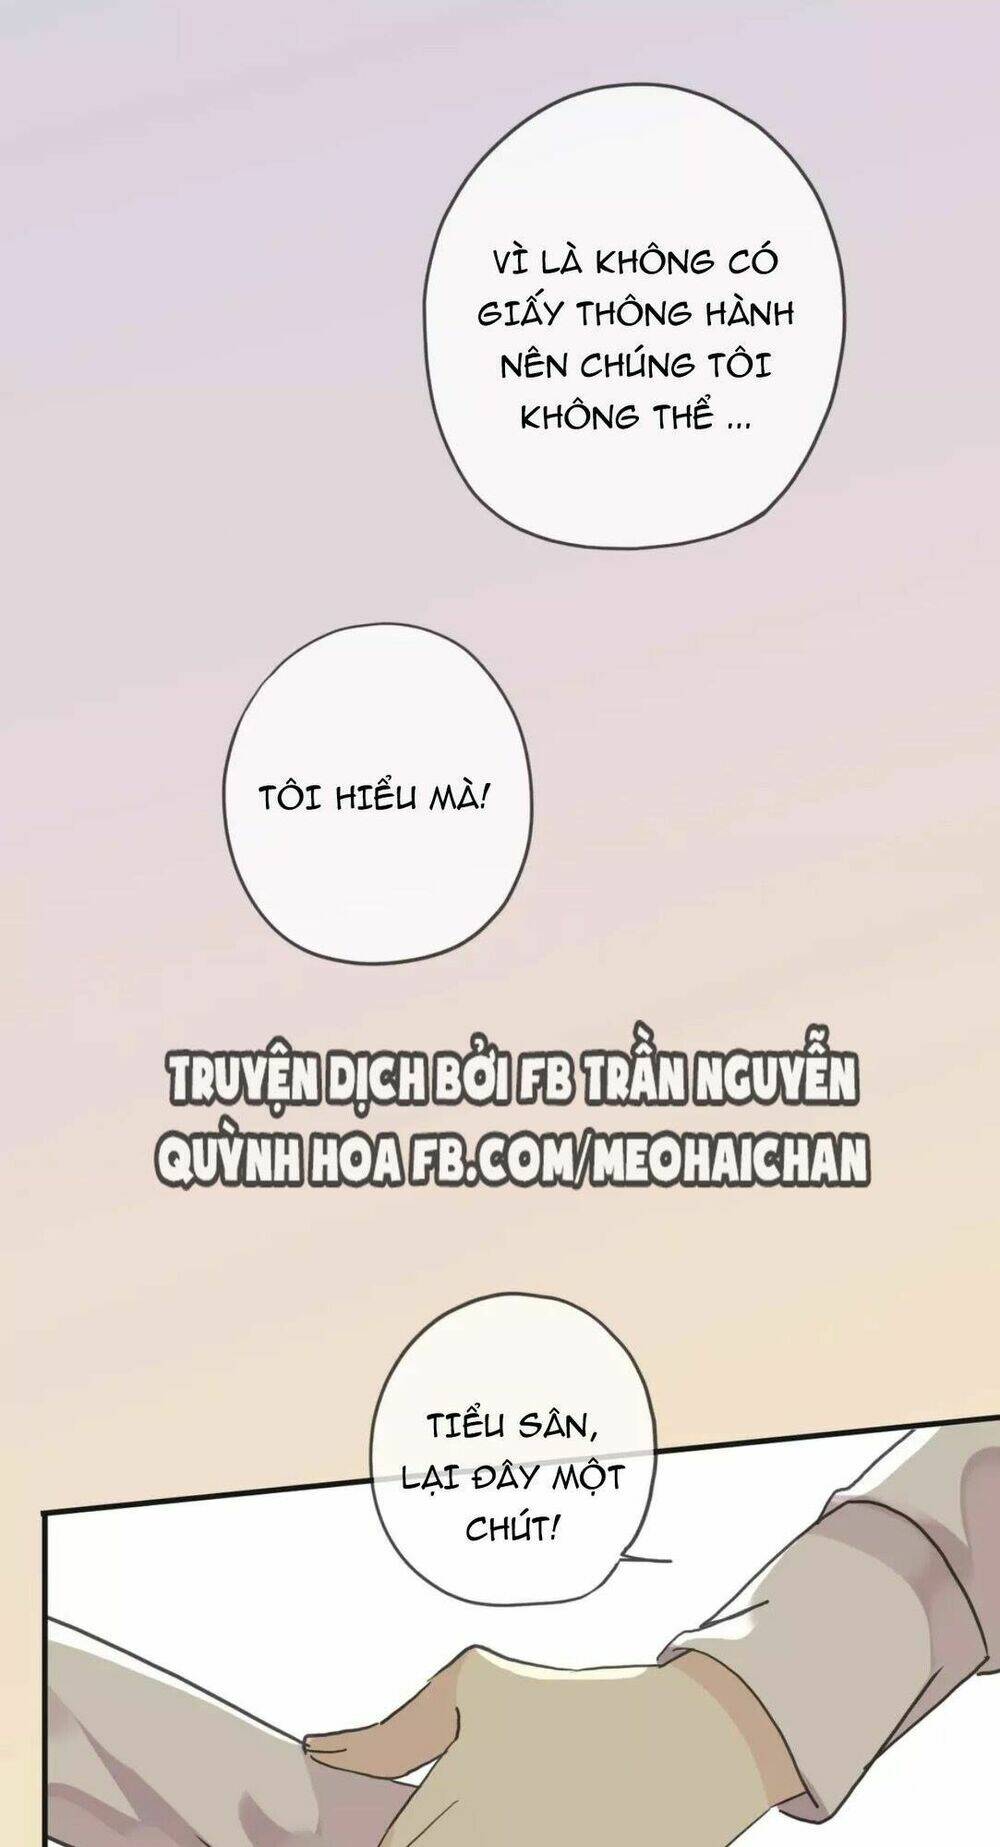 VÌ LÀ KHÔNG CÓ
GIẤY THÔNG HÀNH
NÊN CHÚNG TÔI
KHÔNG THỂ ...
TÔI HIỂU MÀ!
TRUYỆN DỊCH BỞI FB TRẦN NGUYỄN
QUỲNH HOA FB.COM/MEOHAICHAN
TIỂU SÂN,
LẠI ĐÂY MỘT
CHÚT!